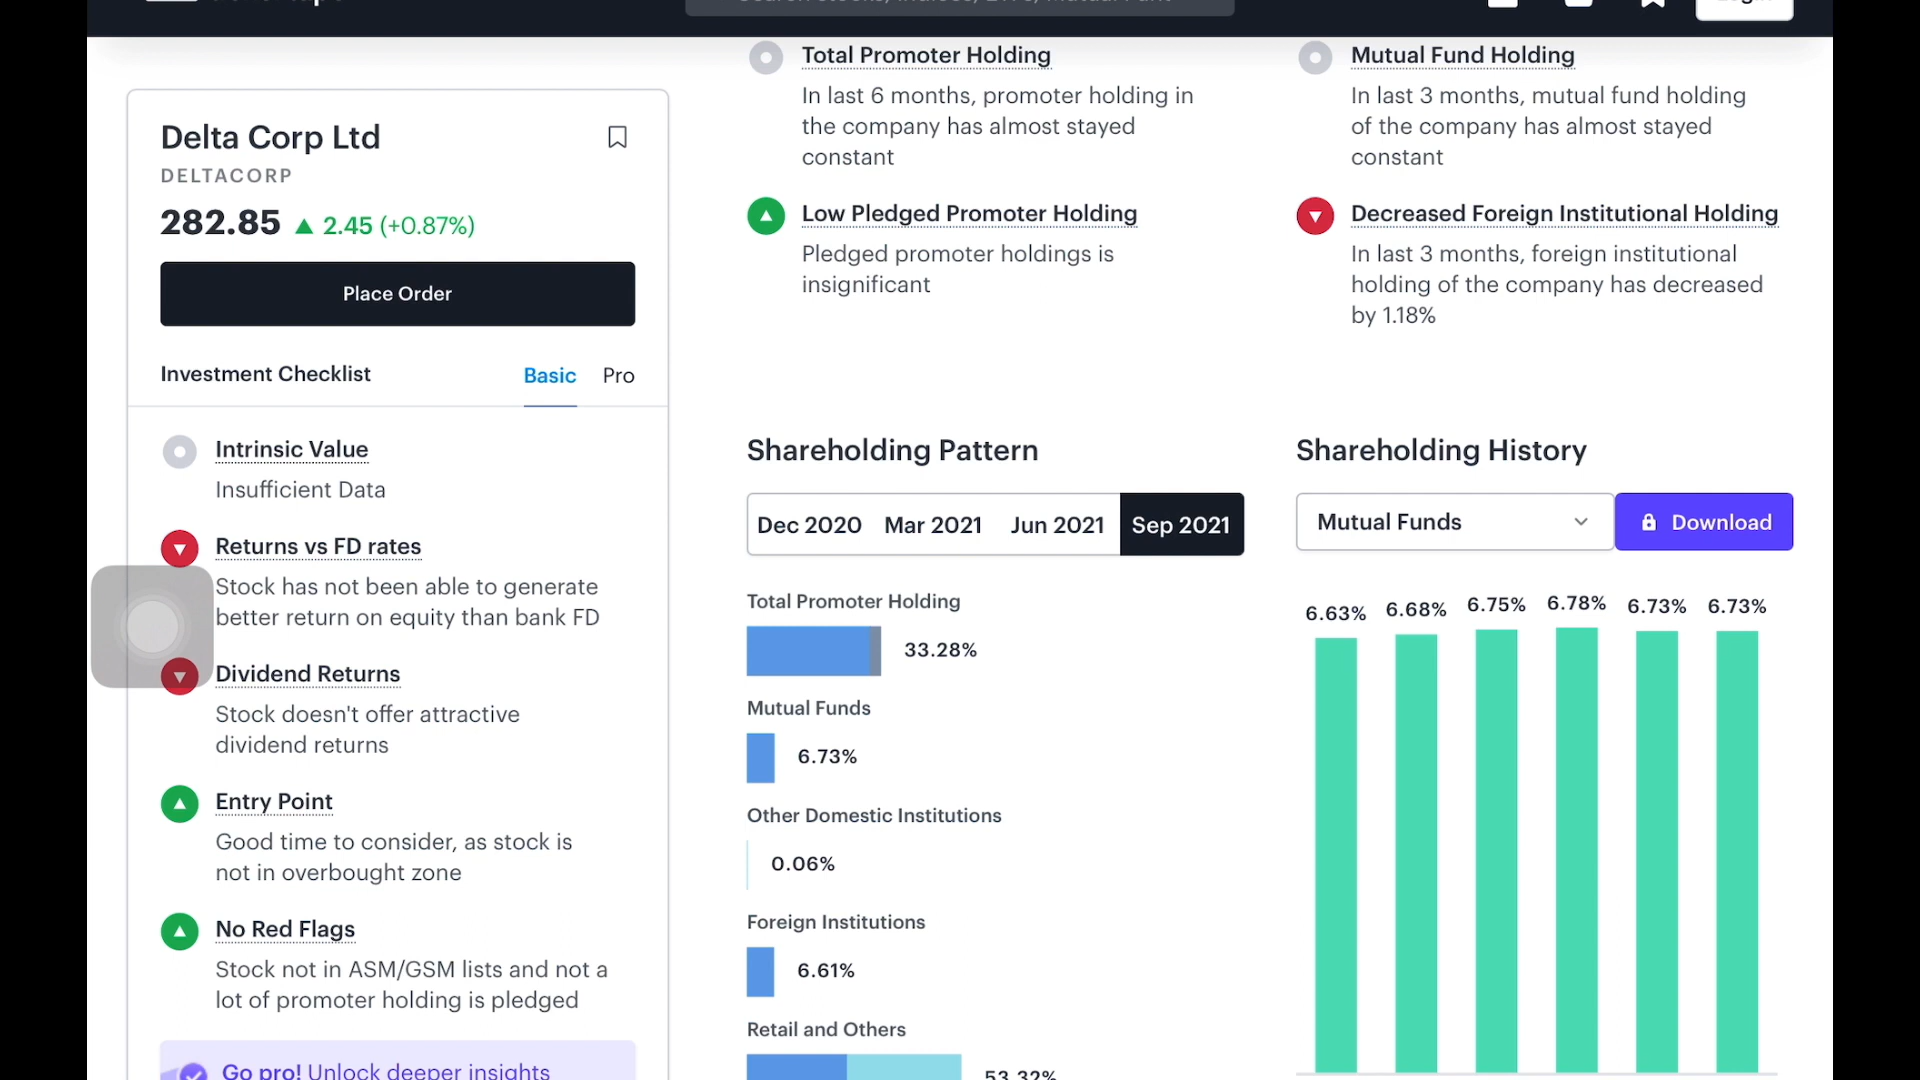 Delta Corp Ltd
DELTACORP
282.85 ▲ 2.45 (+0.87%)
Place Order
Investment Checklist
Basic
Pro
Intrinsic Value
Insufficient Data
Returns vs FD rates
Stock has not been able to generate
better return on equity than bank FD
Dividend Returns
Stock doesn't offer attractive
dividend returns
Entry Point
Good time to consider, as stock is
not in overbought zone
No Red Flags
Stock not in ASM/GSM lists and not a
lot of promoter holding is pledged
Go pro! Unlock deeper insights
Total Promoter Holding
In last 6 months, promoter holding in
the company has almost stayed
constant
Mutual Fund Holding
In last 3 months, mutual fund holding
of the company has almost stayed
constant
Low Pledged Promoter Holding
Pledged promoter holdings is
insignificant
Decreased Foreign Institutional Holding
In last 3 months, foreign institutional
holding of the company has decreased
by 1.18%
Shareholding Pattern
Dec 2020 Mar 2021 Jun 2021 Sep 2021
Total Promoter Holding
33.28%
Mutual Funds
6.73%
Other Domestic Institutions
0.06%
Foreign Institutions
6.61%
Retail and Others
53.32%
Shareholding History
Mutual Funds
Download
6.63% 6.68% 6.75% 6.78% 6.73% 6.73%